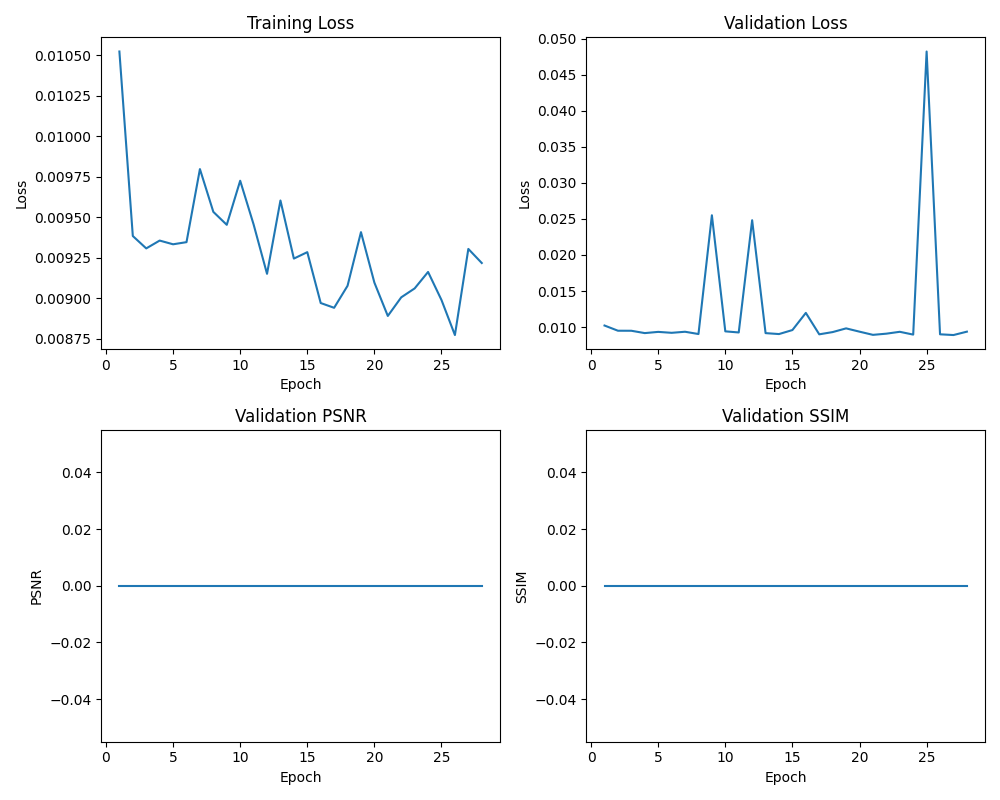 Training Loss
Validation Loss
0.01050
0.01025
0.01000
0.00975
0.00950
0.00925
0.00900
0.00875
Loss
0 5 10 15 20 25
Epoch
0.050
0.045
0.040
0.035
0.030
0.025
0.020
0.015
0.010
Loss
0 5 10 15 20 25
Epoch
Validation PSNR
Validation SSIM
0.04
0.02
0.00
−0.02
−0.04
PSNR
0 5 10 15 20 25
Epoch
0.04
0.02
0.00
−0.02
−0.04
SSIM
0 5 10 15 20 25
Epoch